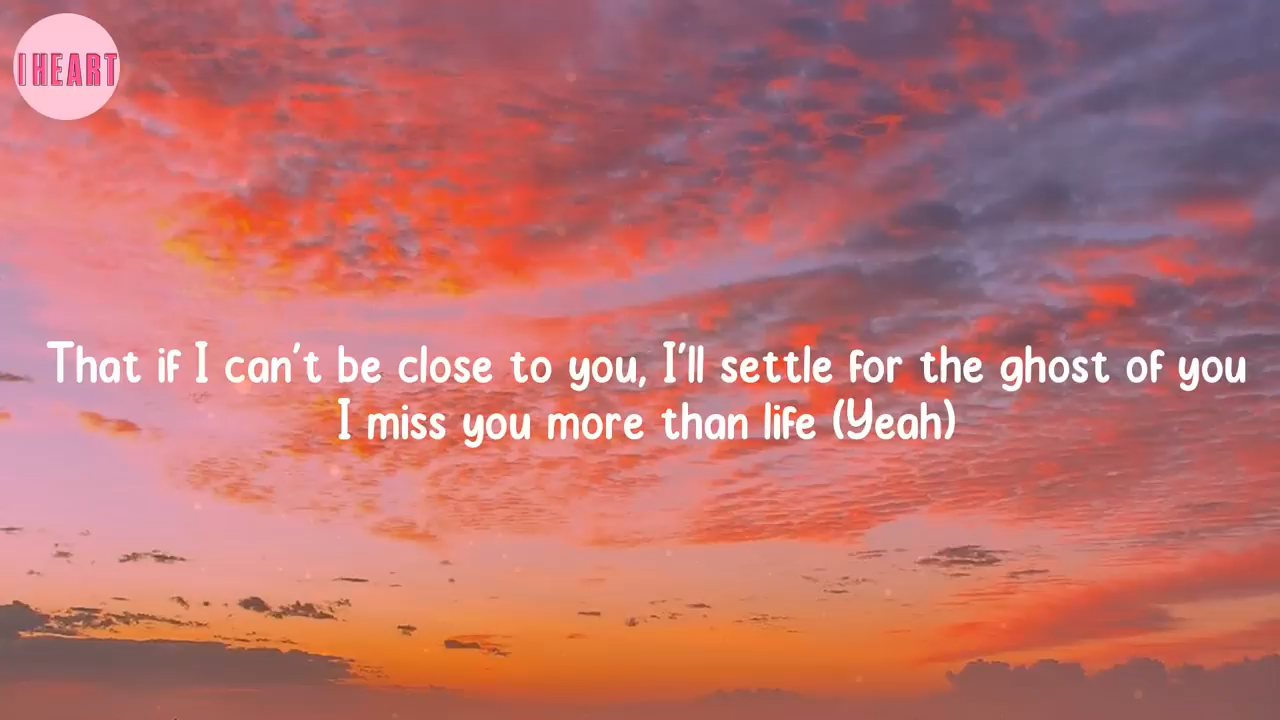 I HEART
That if I can't be close to you, I'll settle for the ghost of you
I miss you more than life (Yeah)